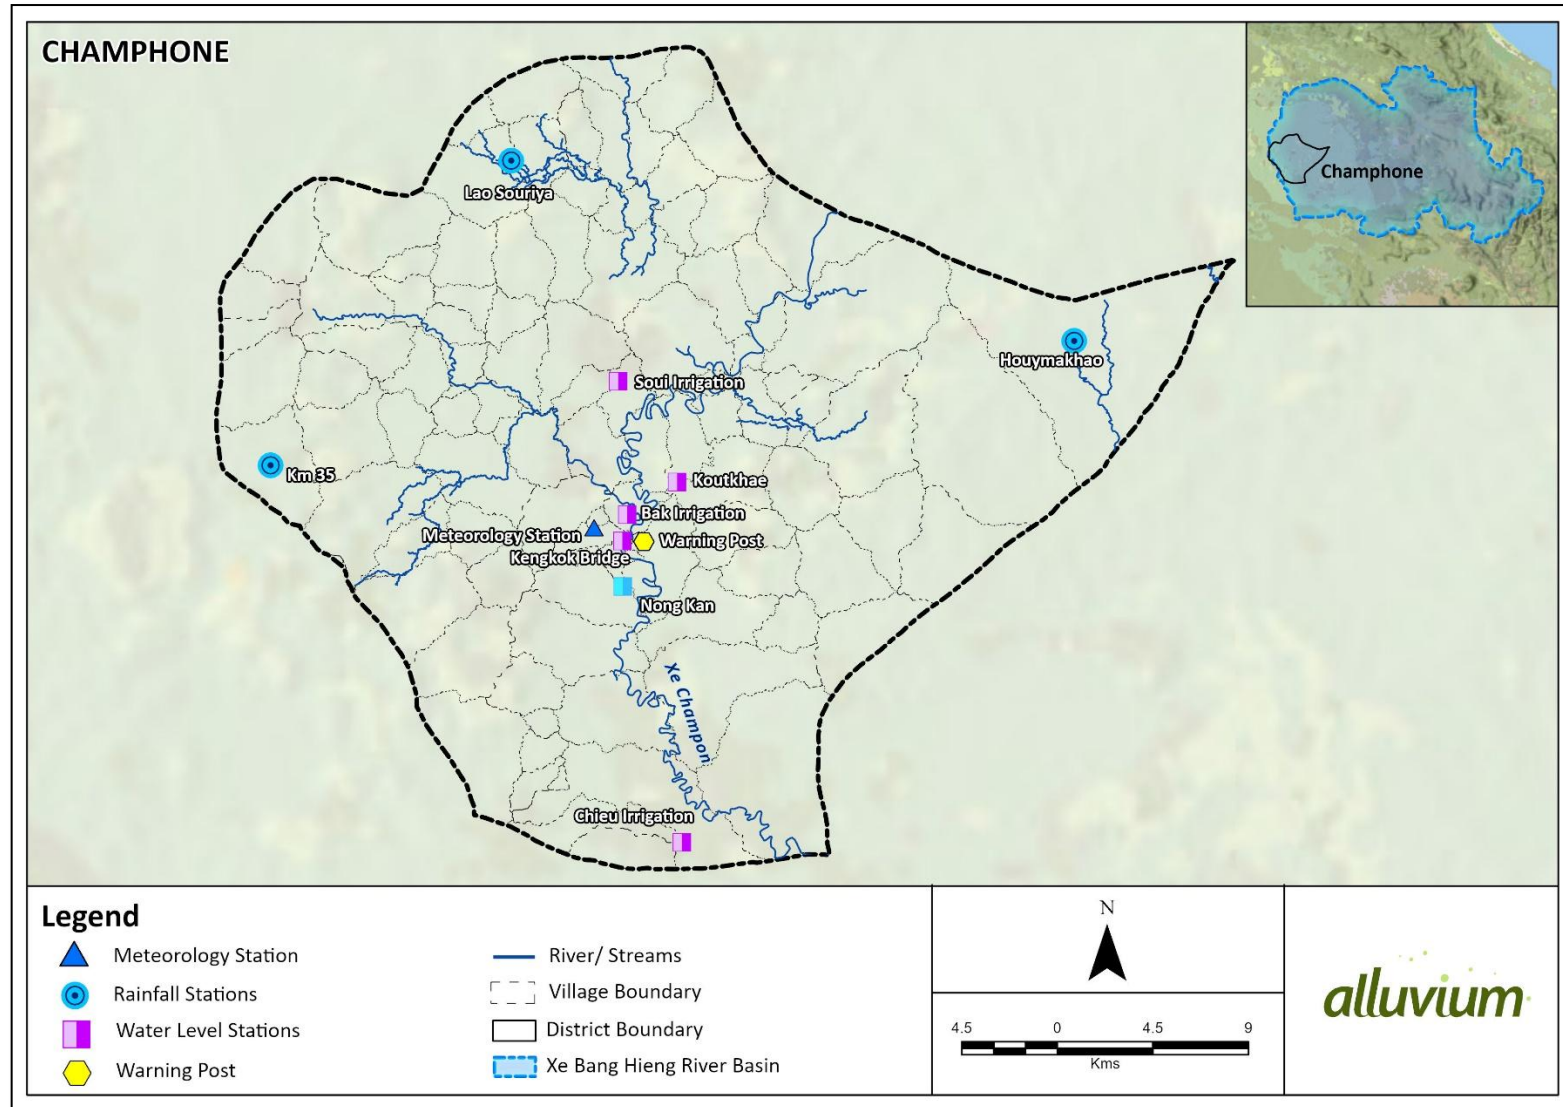 CHAMPHONE
Champhone
Lao Souriya
Houymakhao
Soui Irrigation
Km 35
Koutkhae
Bak Irrigation
Meteorology Station
Warning Post
Kengkok Bridge
Nong Kan
Xe Champon
Chieu Irrigation
Legend
Meteorology Station
Rainfall Stations
Water Level Stations
Warning Post
River/ Streams
Village Boundary
District Boundary
Xe Bang Hieng River Basin
N
4.5 0 4.5 9
Kms
alluvium